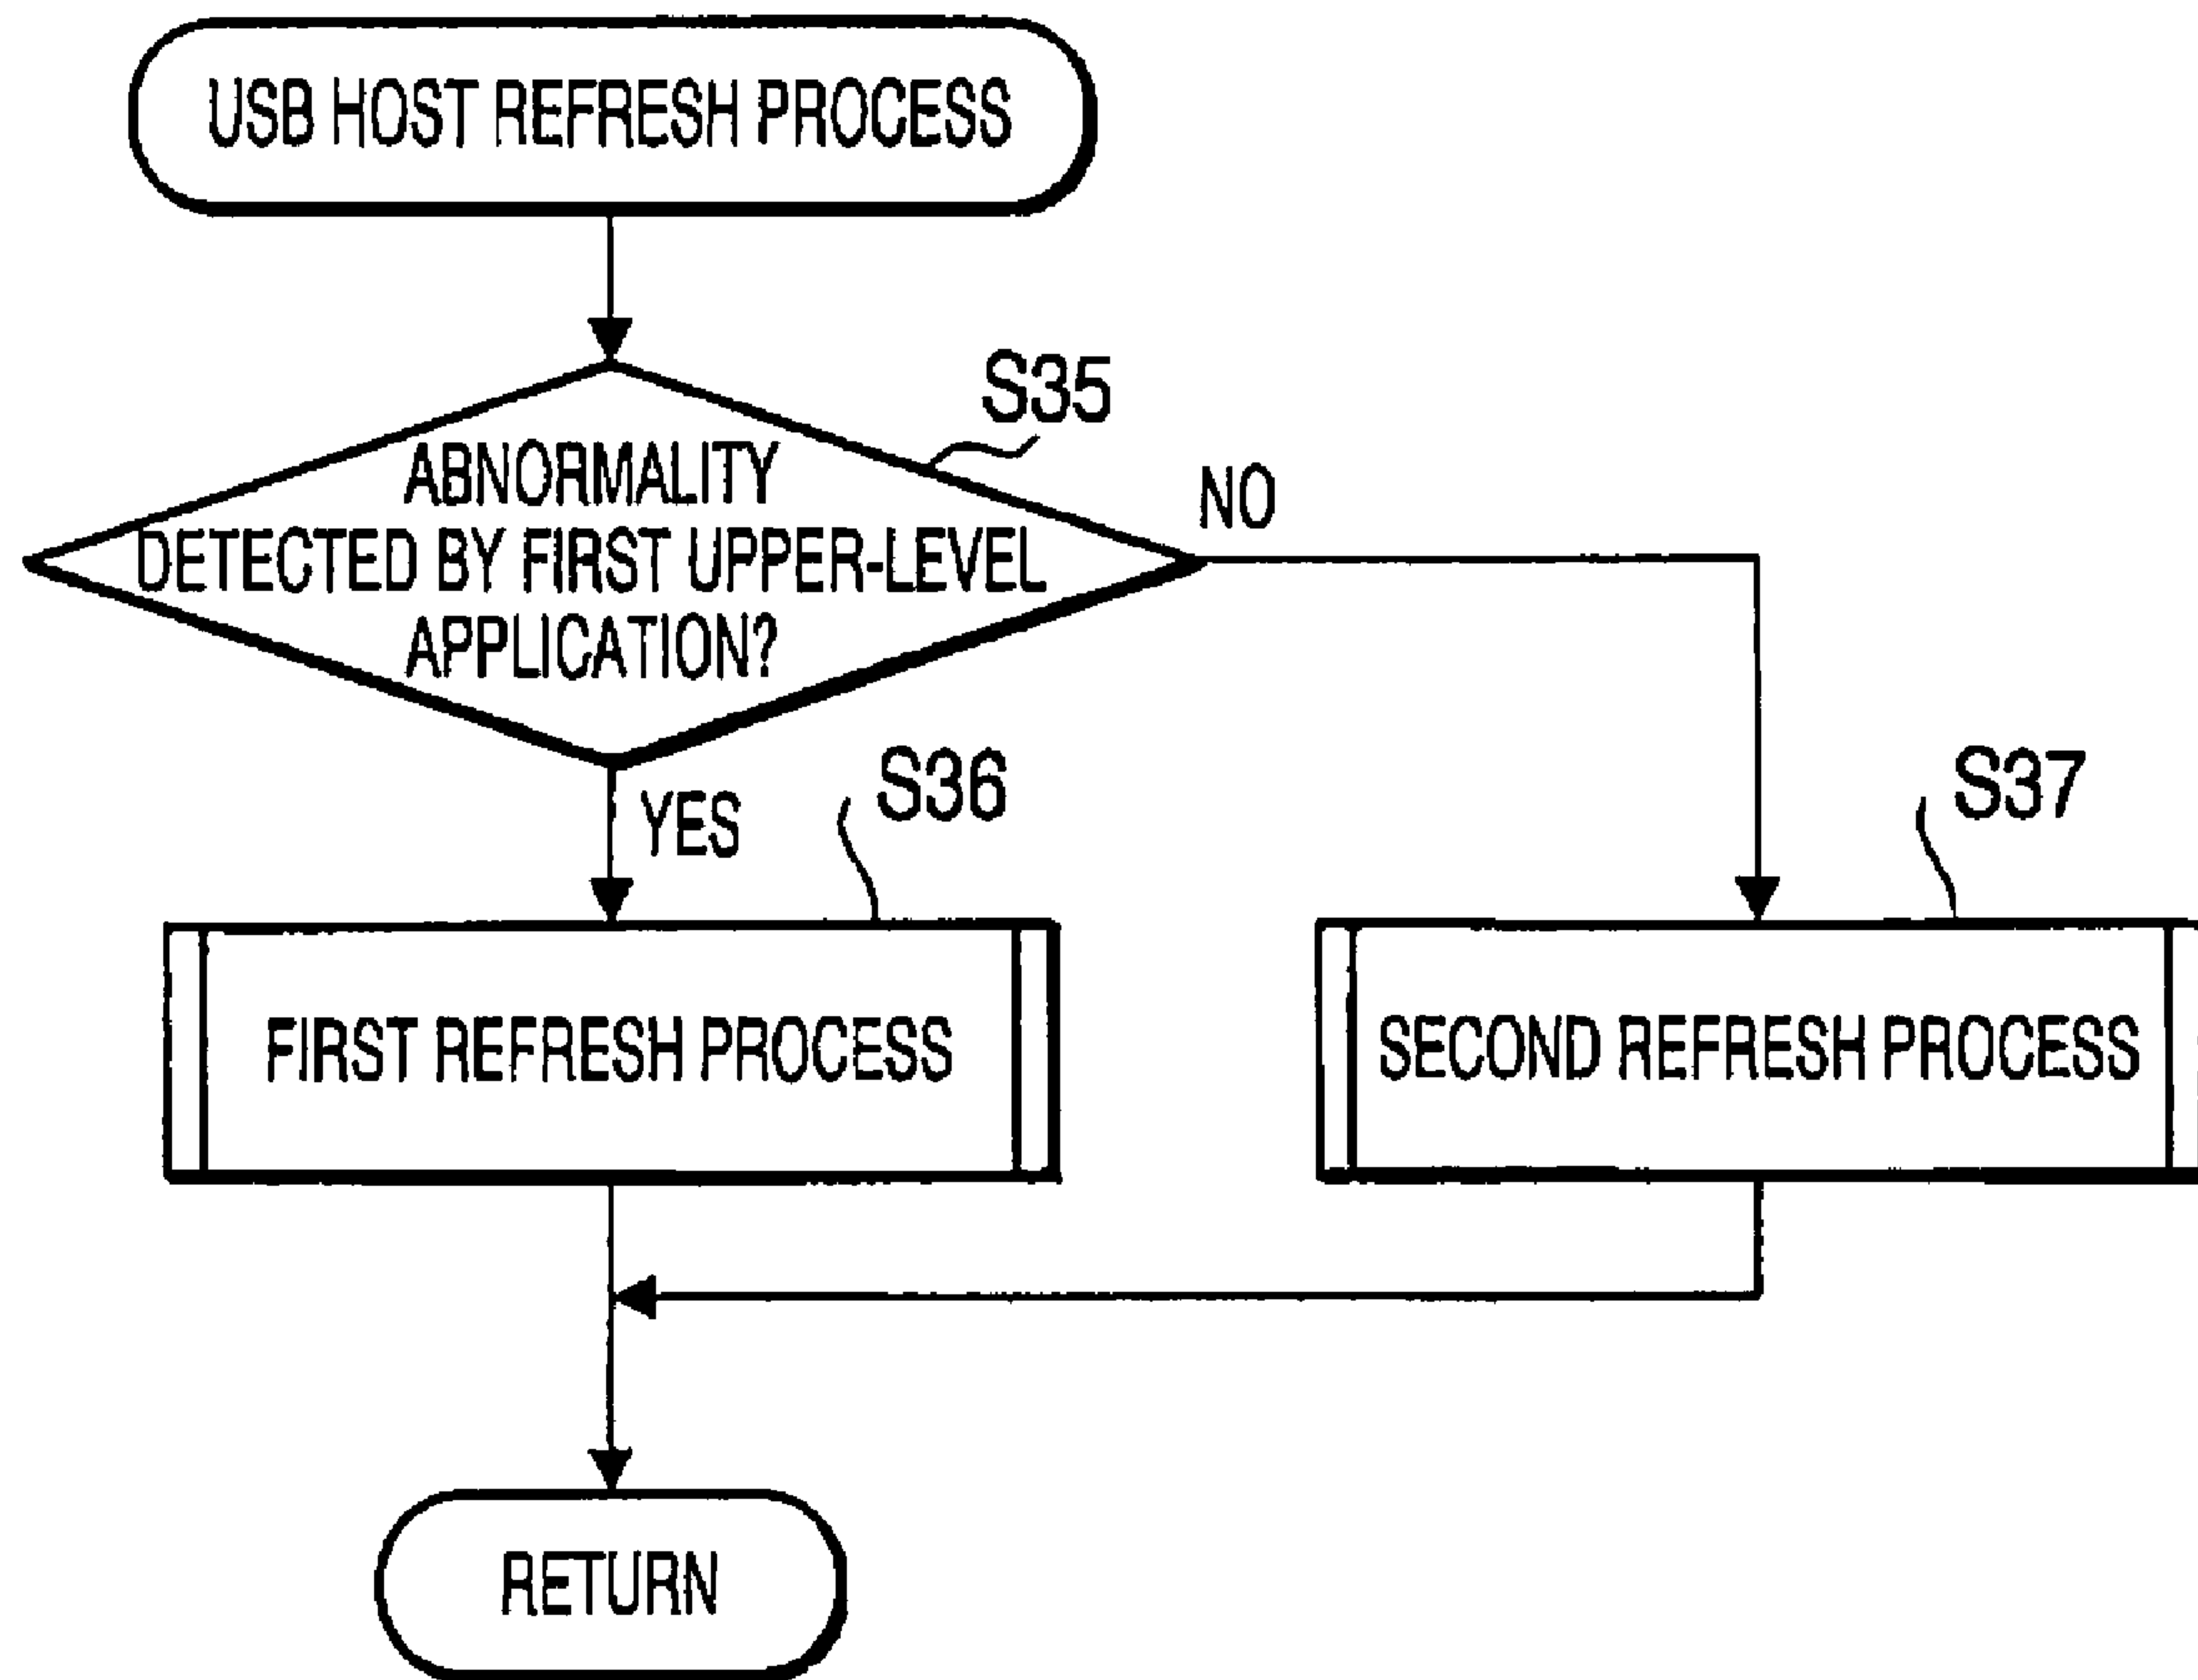 USB HOST REFRESH PROCESS
S35
ABNORMALITY
DETECTED BY FIRST UPPER-LEVEL
APPLICATION?
NO
YES
S36
S37
FIRST REFRESH PROCESS
SECOND REFRESH PROCESS
RETURN